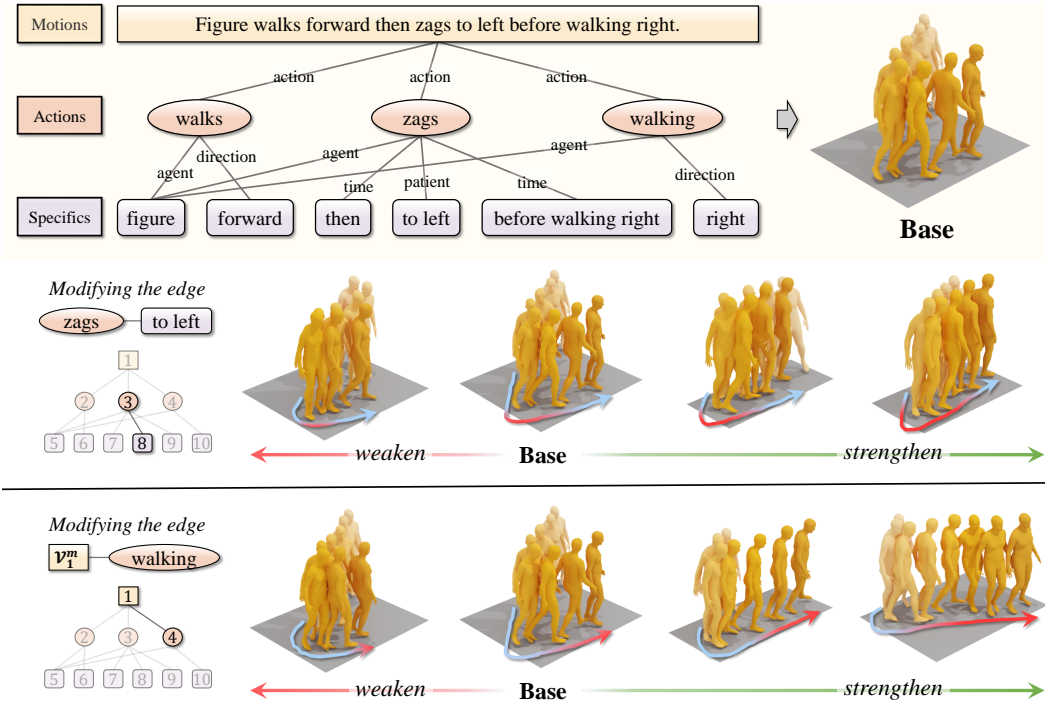 Motions
Figure walks forward then zags to left before walking right.
action
action
action
Actions
walks
zags
walking
agent
direction
agent
time
patient
time
agent
direction
Specifics
figure
forward
then
to left
before walking right
right
Base
Modifying the edge
zags
to left
1
2 3 4
5 6 7 8 9 10
weaken
Base
strengthen
Modifying the edge
𝒱₁ᵐ
walking
1
2 3 4
5 6 7 8 9 10
weaken
Base
strengthen